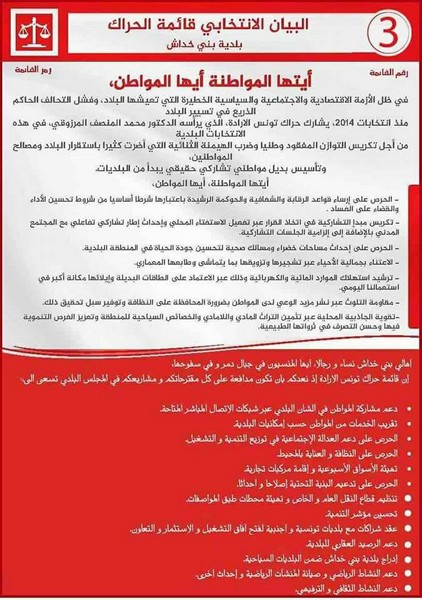 البيان الانتخابي قائمة الحراك
بلدية بني خداش
3
رقم القائمة
رمز القائمة
أيتها المواطنة أيها المواطن،
في ظل الأزمة الاقتصادية والاجتماعية والسياسية الخطيرة التي تعيشها البلاد، وفشل التحالف الحاكم
الذريع في تسيير البلاد
منذ انتخابات 2014، يشارك حراك تونس الارادة، الذي يرأسه الدكتور محمد المنصف المرزوقي، في هذه
الانتخابات البلدية
من أجل تكريس التوازن المفقود وطنيا وضرب الهيمنة الثنائية التي أضرت كثيرا باستقرار البلاد ومصالح
المواطنين،
وتأسيس بديل مواطني تشاركي حقيقي يبدأ من البلديات.
أيتها المواطنة، أيها المواطن،
- الحرص على إرساء قواعد الرقابة والشفافية والحوكمة الرشيدة باعتبارها شرطا أساسيا من شروط تحسين الأداء
والقضاء على الفساد .
- تكريس مبدأ التشاركية في اتخاذ القرار عبر تفعيل الاستفتاء المحلي وإحداث إطار تشاركي تفاعلي مع المجتمع
المدني بالإضافة إلى إلزامية الجلسات التشاركية.
- الحرص على إحداث مساحات خضراء ومسالك صحية لتحسين جودة الحياة في المنطقة البلدية.
- الاعتناء بجمالية الأحياء عبر تشجيرها وتزويقها بما يتماشى وطابعها المعماري.
- ترشيد استهلاك الموارد المائية والكهربائية وذلك عبر الاعتماد على الطاقات البديلة وإيلائها مكانة أكبر في
استعمالنا اليومي.
- مقاومة التلوث عبر نشر مزيد الوعي لدى المواطن بضرورة المحافظة على النظافة وتوفير سبل تحقيق ذلك.
-تقوية الجاذبية المحلية عبر تثمين التراث المادي واللامادي والخصائص السياحية للمنطقة وتعزيز الفرص التنموية
فيها وحسن التصرف في ثرواتها الطبيعية.
أهالي بني خداش نساء و رجالا، أيها المنسيون في جبال دمر و في سفوحها،
إن قائمة حراك تونس الإرادة إذ تعدكم بأن تكون مدافعة على كل مقترحاتكم و مشاريعكم في المجلس البلدي تسعى الى:
• دعم مشاركة المواطن في الشأن البلدي عبر شبكات الاتصال المباشر المتاحة.
• تقريب الخدمات من المواطن حسب إمكانيات البلدية.
• الحرص على دعم العدالة الإجتماعية في توزيع التنمية و التشغيل.
• الحرص على النظافة و العناية بالمحيط.
• تهيئة الأسواق الأسبوعية و إقامة مركبات تجارية.
• الحرص على تدعيم البنية التحتية إصلاحا و احداثا.
• تنظيم قطاع النقل العام و الخاص و تهيئة محطات طبق المواصفات.
• تحسين مؤشر التنمية.
• عقد شراكات مع بلديات تونسية و أجنبية لفتح آفاق التشغيل و الاستثمار و التعاون.
• دعم الرصيد العقاري للبلدية.
• إدراج بلدية بني خداش ضمن البلديات السياحية.
• دعم النشاط الرياضي و صيانة المنشآت الرياضية و إحداث أخرى.
• دعم النشاط الثقافي و الترفيهي.